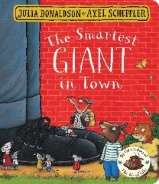 JULIA DONALDSON • AXEL SCHEFFLER
The Smartest
GIANT
in Town